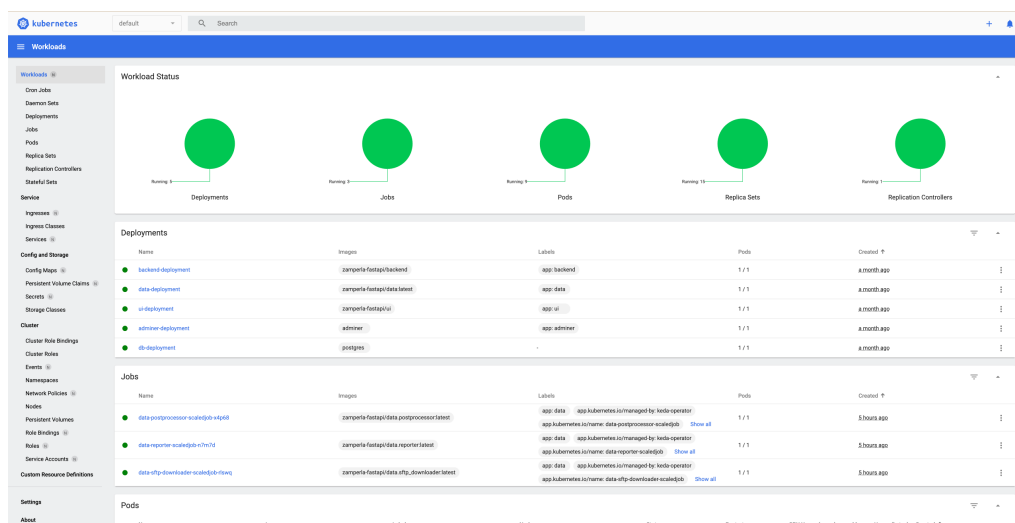 kubernetes
default
Search
Workloads
Workloads N
Cron Jobs
Daemon Sets
Deployments
Jobs
Pods
Replica Sets
Replication Controllers
Stateful Sets
Service
Ingresses N
Ingress Classes
Services N
Config and Storage
Config Maps N
Persistent Volume Claims N
Secrets N
Storage Classes
Cluster
Cluster Role Bindings
Cluster Roles
Events N
Namespaces
Network Policies N
Nodes
Persistent Volumes
Role Bindings N
Roles N
Service Accounts N
Custom Resource Definitions
Settings
About
Workload Status
Running: 5 Running: 3 Running: 9 Running: 15 Running: 1
Deployments Jobs Pods Replica Sets Replication Controllers
Deployments
Name Images Labels Pods Created ↑
backend-deployment zamperla-fastapi/backend app: backend 1 / 1 a month ago
data-deployment zamperla-fastapi/data:latest app: data 1 / 1 a month ago
ui-deployment zamperla-fastapi/ui app: ui 1 / 1 a month ago
adminer-deployment adminer app: adminer 1 / 1 a month ago
db-deployment postgres - 1 / 1 a month ago
Jobs
Name Images Labels Pods Created ↑
app: data app.kubernetes.io/managed-by: keda-operator
data-postprocessor-scaledjob-x4p68 zamperla-fastapi/data.postprocessor:latest 1 / 1 5 hours ago
app.kubernetes.io/name: data-postprocessor-scaledjob Show all
app: data app.kubernetes.io/managed-by: keda-operator
data-reporter-scaledjob-n7m7d zamperla-fastapi/data.reporter:latest 1 / 1 5 hours ago
app.kubernetes.io/name: data-reporter-scaledjob Show all
app: data app.kubernetes.io/managed-by: keda-operator
data-sftp-downloader-scaledjob-rlswq zamperla-fastapi/data.sftp_downloader:latest 1 / 1 5 hours ago
app.kubernetes.io/name: data-sftp-downloader-scaledjob Show all
Pods